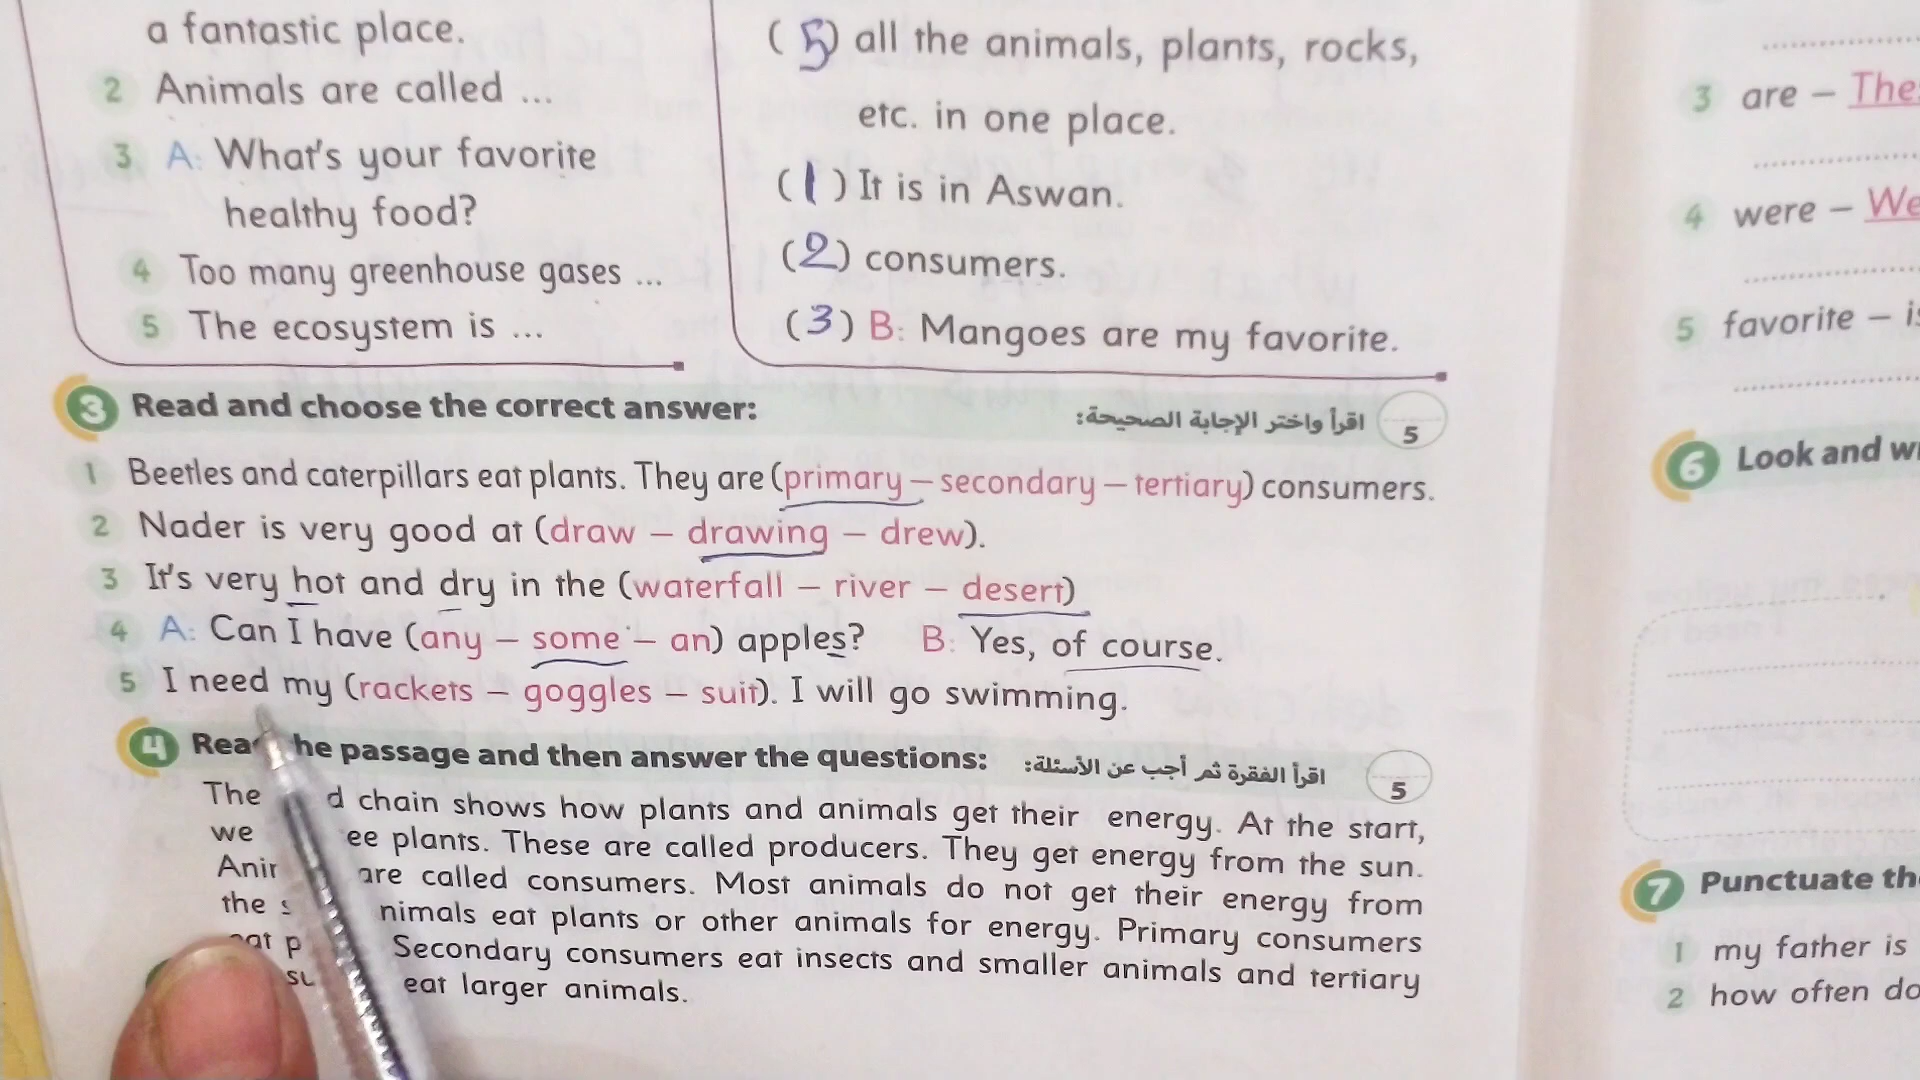 a fantastic place.
2 Animals are called ...
3 A: What's your favorite
healthy food?
4 Too many greenhouse gases ...
5 The ecosystem is ...
(5) all the animals, plants, rocks,
etc. in one place.
(1) It is in Aswan.
(2) consumers.
(3) B: Mangoes are my favorite.
3 Read and choose the correct answer: اقرأ واختر الإجابة الصحيحة: 5
1 Beetles and caterpillars eat plants. They are (primary – secondary – tertiary) consumers.
2 Nader is very good at (draw – drawing – drew).
3 It's very hot and dry in the (waterfall – river – desert)
4 A: Can I have (any – some – an) apples? B: Yes, of course.
5 I need my (rackets – goggles – suit). I will go swimming.
4 Read the passage and then answer the questions: اقرأ الفقرة ثم أجب عن الأسئلة: 5
The d chain shows how plants and animals get their energy. At the start,
we ee plants. These are called producers. They get energy from the sun.
Anir are called consumers. Most animals do not get their energy from
the s nimals eat plants or other animals for energy. Primary consumers
eat p Secondary consumers eat insects and smaller animals and tertiary
su eat larger animals.
3 are – The
4 were – We
5 favorite – is
6 Look and wr
7 Punctuate th
1 my father is
2 how often do